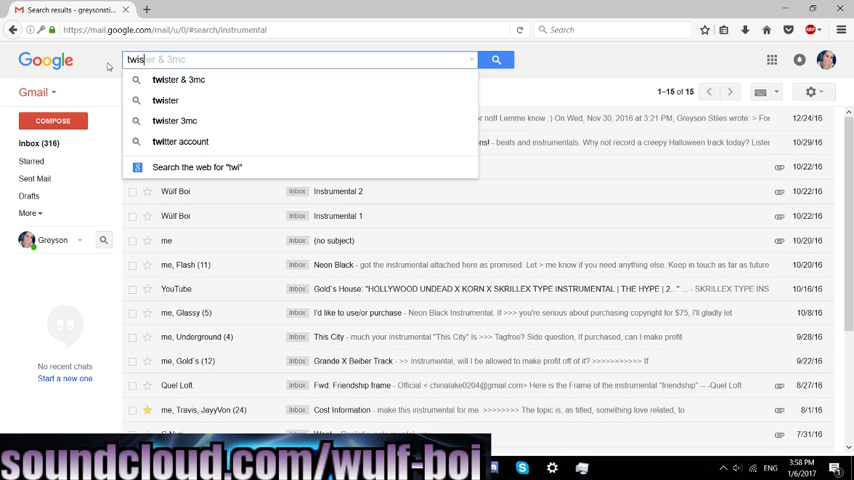 Search results - greysonsti...
https://mail.google.com/mail/u/0/#search/instrumental
Search
ABP
Google
twister & 3mc
twister & 3mc
twister
twister 3mc
twitter account
Search the web for "twi"
Gmail
1–15 of 15
COMPOSE
Inbox (316)
Starred
Sent Mail
Drafts
More
Greyson
No recent chats
Start a new one
or not! Lemme know :) On Wed, Nov 30, 2016 at 3:21 PM, Greyson Stiles wrote: > For 12/24/16
ns! - beats and instrumentals. Why not record a creepy Halloween track today? Listen 10/31/16
10/22/16
Wülf Boi Inbox Instrumental 2 10/22/16
Wülf Boi Inbox Instrumental 1 10/22/16
me Inbox (no subject) 10/20/16
me, Flash (11) Inbox Neon Black - got the instrumental attached here as promised. Let > me know if you need anything else. Keep in touch as far as future 10/20/16
YouTube Inbox Gold`s House: "HOLLYWOOD UNDEAD X KORN X SKRILLEX TYPE INSTRUMENTAL | THE HYPE | 2..." ... - SKRILLEX TYPE INS 10/16/16
me, Glassy (5) Inbox I'd like to use/or purchase - Neon Black Instrumental. If >>> you're serious about purchasing copyright for $75, I'll gladly let 10/8/16
me, Underground (4) Inbox This City - much your instrumental "This City" Is >>> Tagfree? Side question, If purchased, can I make profit 9/28/16
me, Gold`s (12) Inbox Grande X Beiber Track - >> Instrumental, will I be allowed to make profit off of it? >>>>>>>>>>> If 9/22/16
Quel Loft Inbox Fwd: Friendship frame - Official < chinalake0204@gmail.com> Here is the Frame of the instrumental "friendship" -- -Quel Loft 8/27/16
me, Travis, JayyVon (24) Inbox Cost Information - make this instrumental for me. >>>>>>>> The topic is, as titled, something love related, to 8/1/16
7/31/16
soundcloud.com/wulf-boi
ENG
3:58 PM
1/6/2017